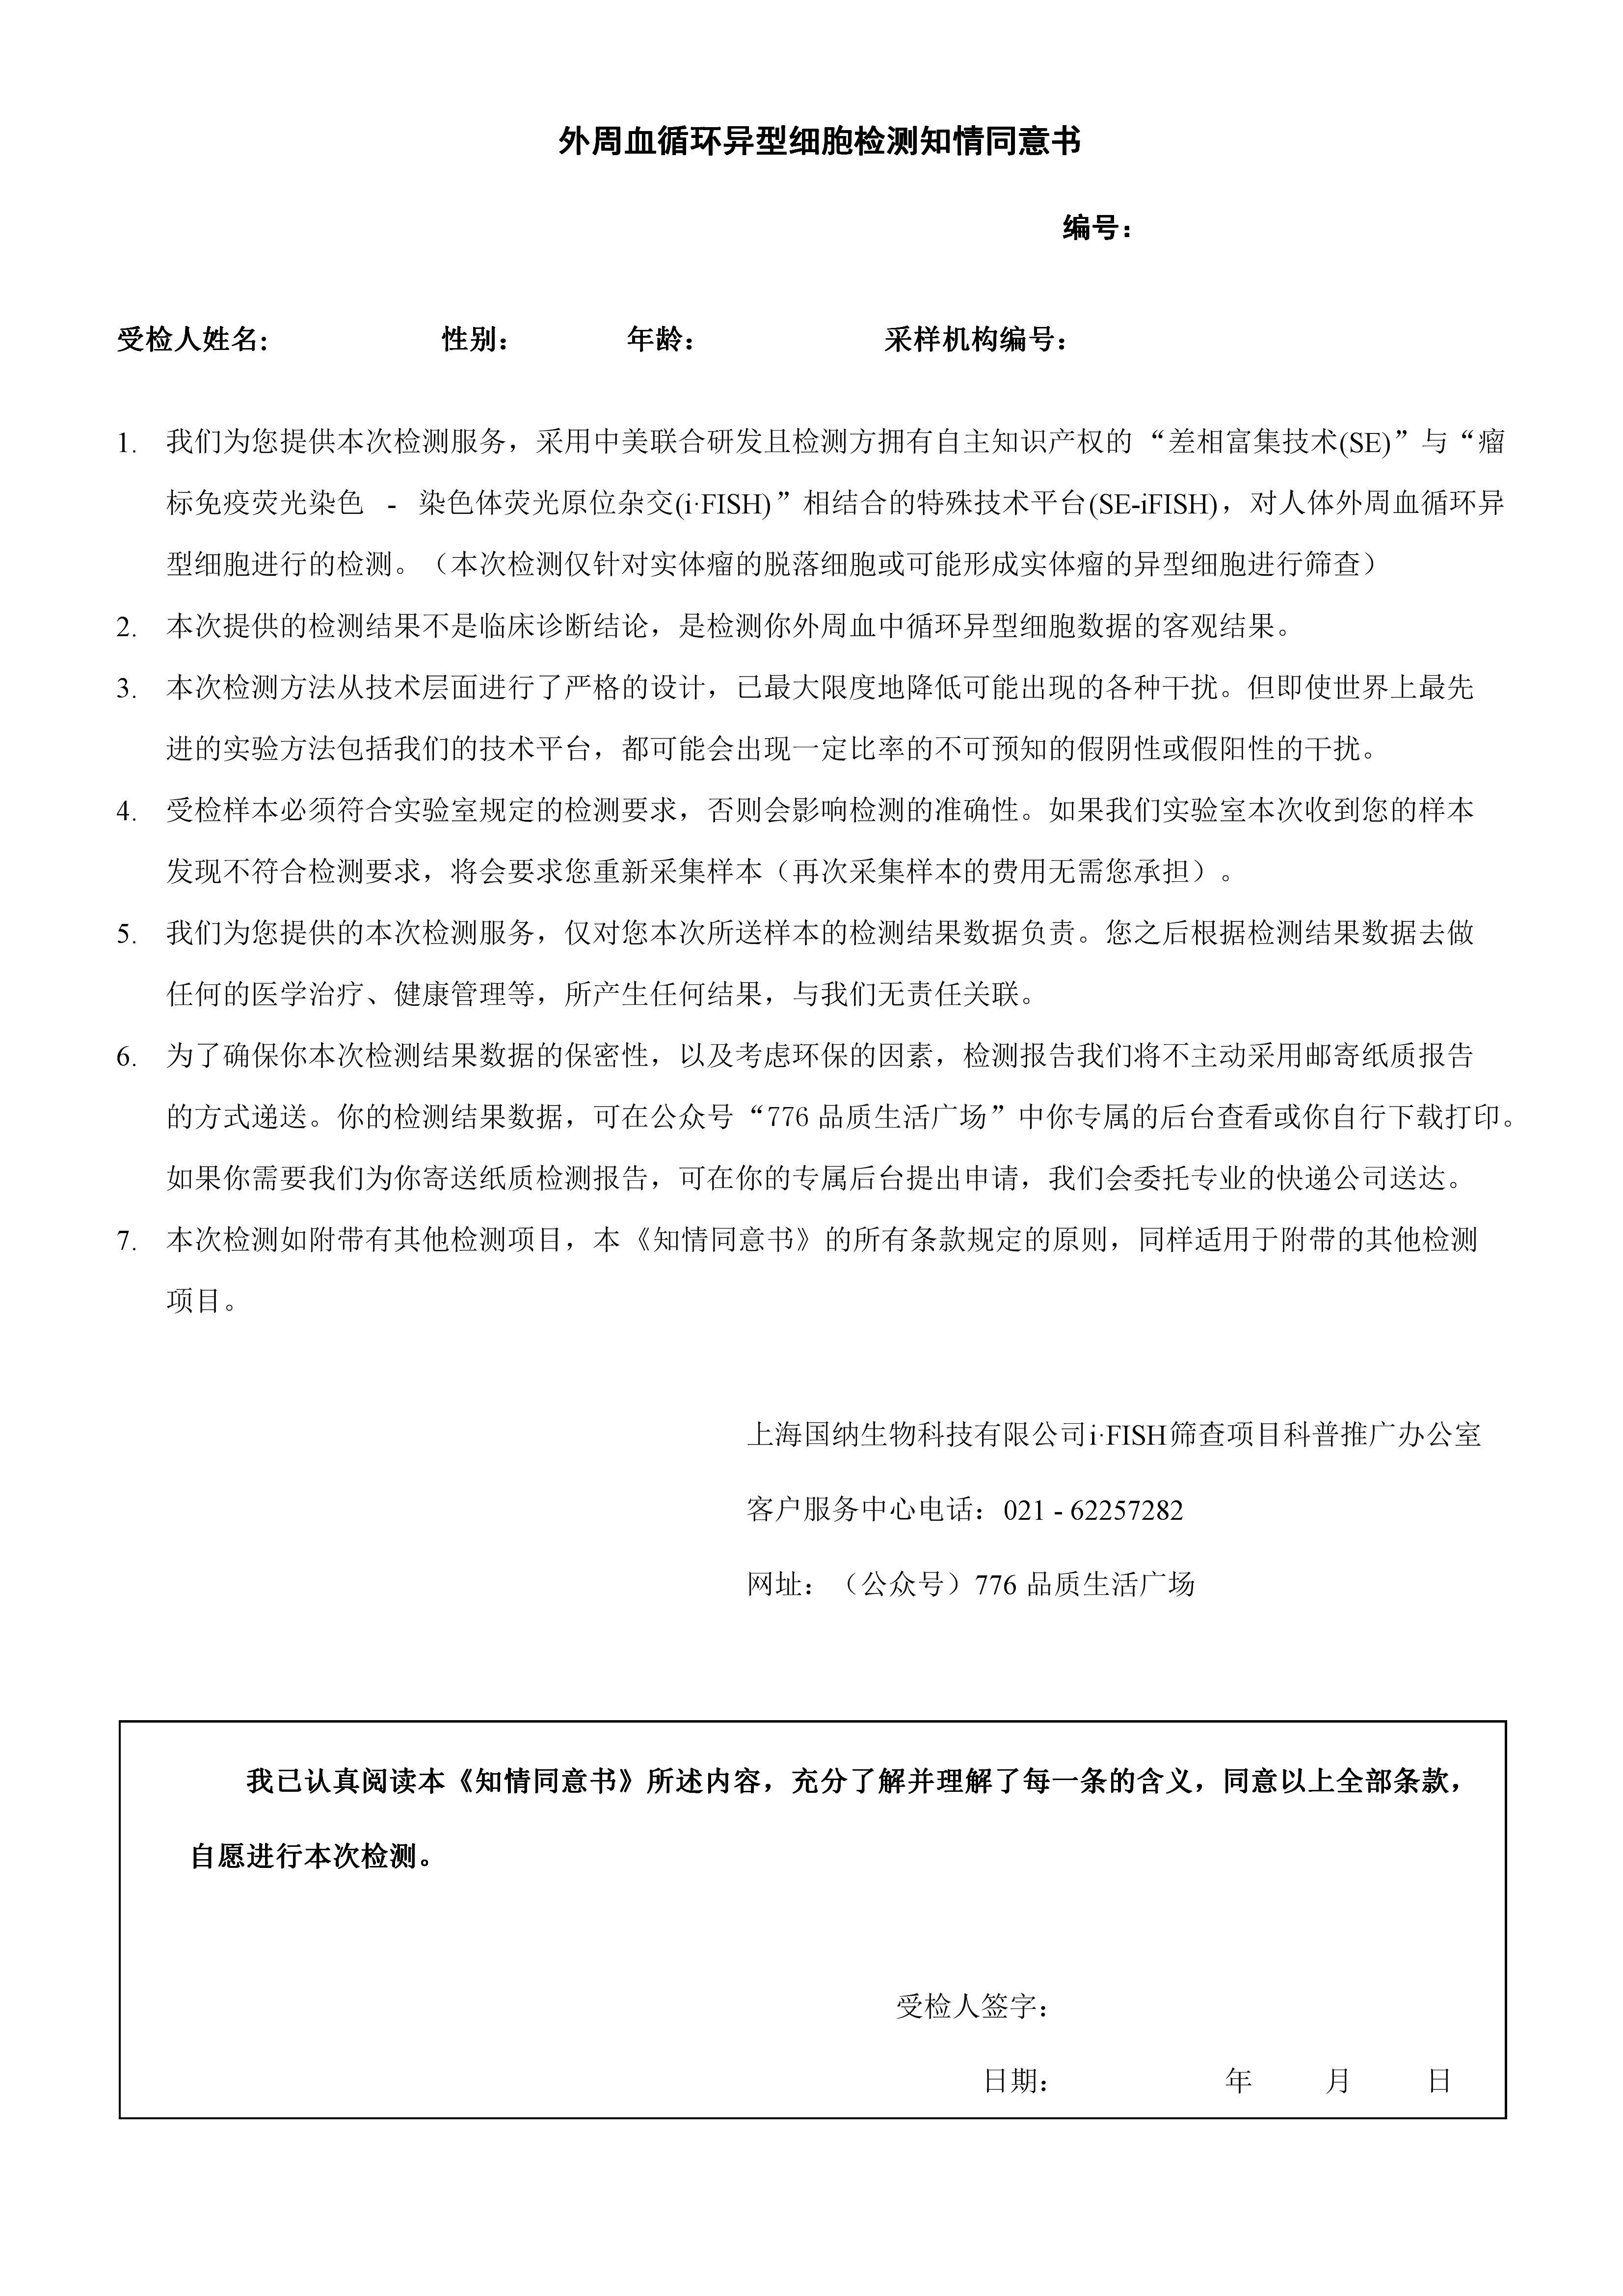 外周血循环异型细胞检测知情同意书
编号：
受检人姓名: 性别： 年龄： 采样机构编号：
1. 我们为您提供本次检测服务，采用中美联合研发且检测方拥有自主知识产权的 “差相富集技术(SE)”与“瘤
标免疫荧光染色 - 染色体荧光原位杂交(i·FISH)”相结合的特殊技术平台(SE-iFISH)，对人体外周血循环异
型细胞进行的检测。（本次检测仅针对实体瘤的脱落细胞或可能形成实体瘤的异型细胞进行筛查）
2. 本次提供的检测结果不是临床诊断结论，是检测你外周血中循环异型细胞数据的客观结果。
3. 本次检测方法从技术层面进行了严格的设计，已最大限度地降低可能出现的各种干扰。但即使世界上最先
进的实验方法包括我们的技术平台，都可能会出现一定比率的不可预知的假阴性或假阳性的干扰。
4. 受检样本必须符合实验室规定的检测要求，否则会影响检测的准确性。如果我们实验室本次收到您的样本
发现不符合检测要求，将会要求您重新采集样本（再次采集样本的费用无需您承担）。
5. 我们为您提供的本次检测服务，仅对您本次所送样本的检测结果数据负责。您之后根据检测结果数据去做
任何的医学治疗、健康管理等，所产生任何结果，与我们无责任关联。
6. 为了确保你本次检测结果数据的保密性，以及考虑环保的因素，检测报告我们将不主动采用邮寄纸质报告
的方式递送。你的检测结果数据，可在公众号“776 品质生活广场”中你专属的后台查看或你自行下载打印。
如果你需要我们为你寄送纸质检测报告，可在你的专属后台提出申请，我们会委托专业的快递公司送达。
7. 本次检测如附带有其他检测项目，本《知情同意书》的所有条款规定的原则，同样适用于附带的其他检测
项目。
上海国纳生物科技有限公司i·FISH筛查项目科普推广办公室
客户服务中心电话：021 - 62257282
网址：（公众号）776 品质生活广场
我已认真阅读本《知情同意书》所述内容，充分了解并理解了每一条的含义，同意以上全部条款，
自愿进行本次检测。
受检人签字：
日期： 年 月 日